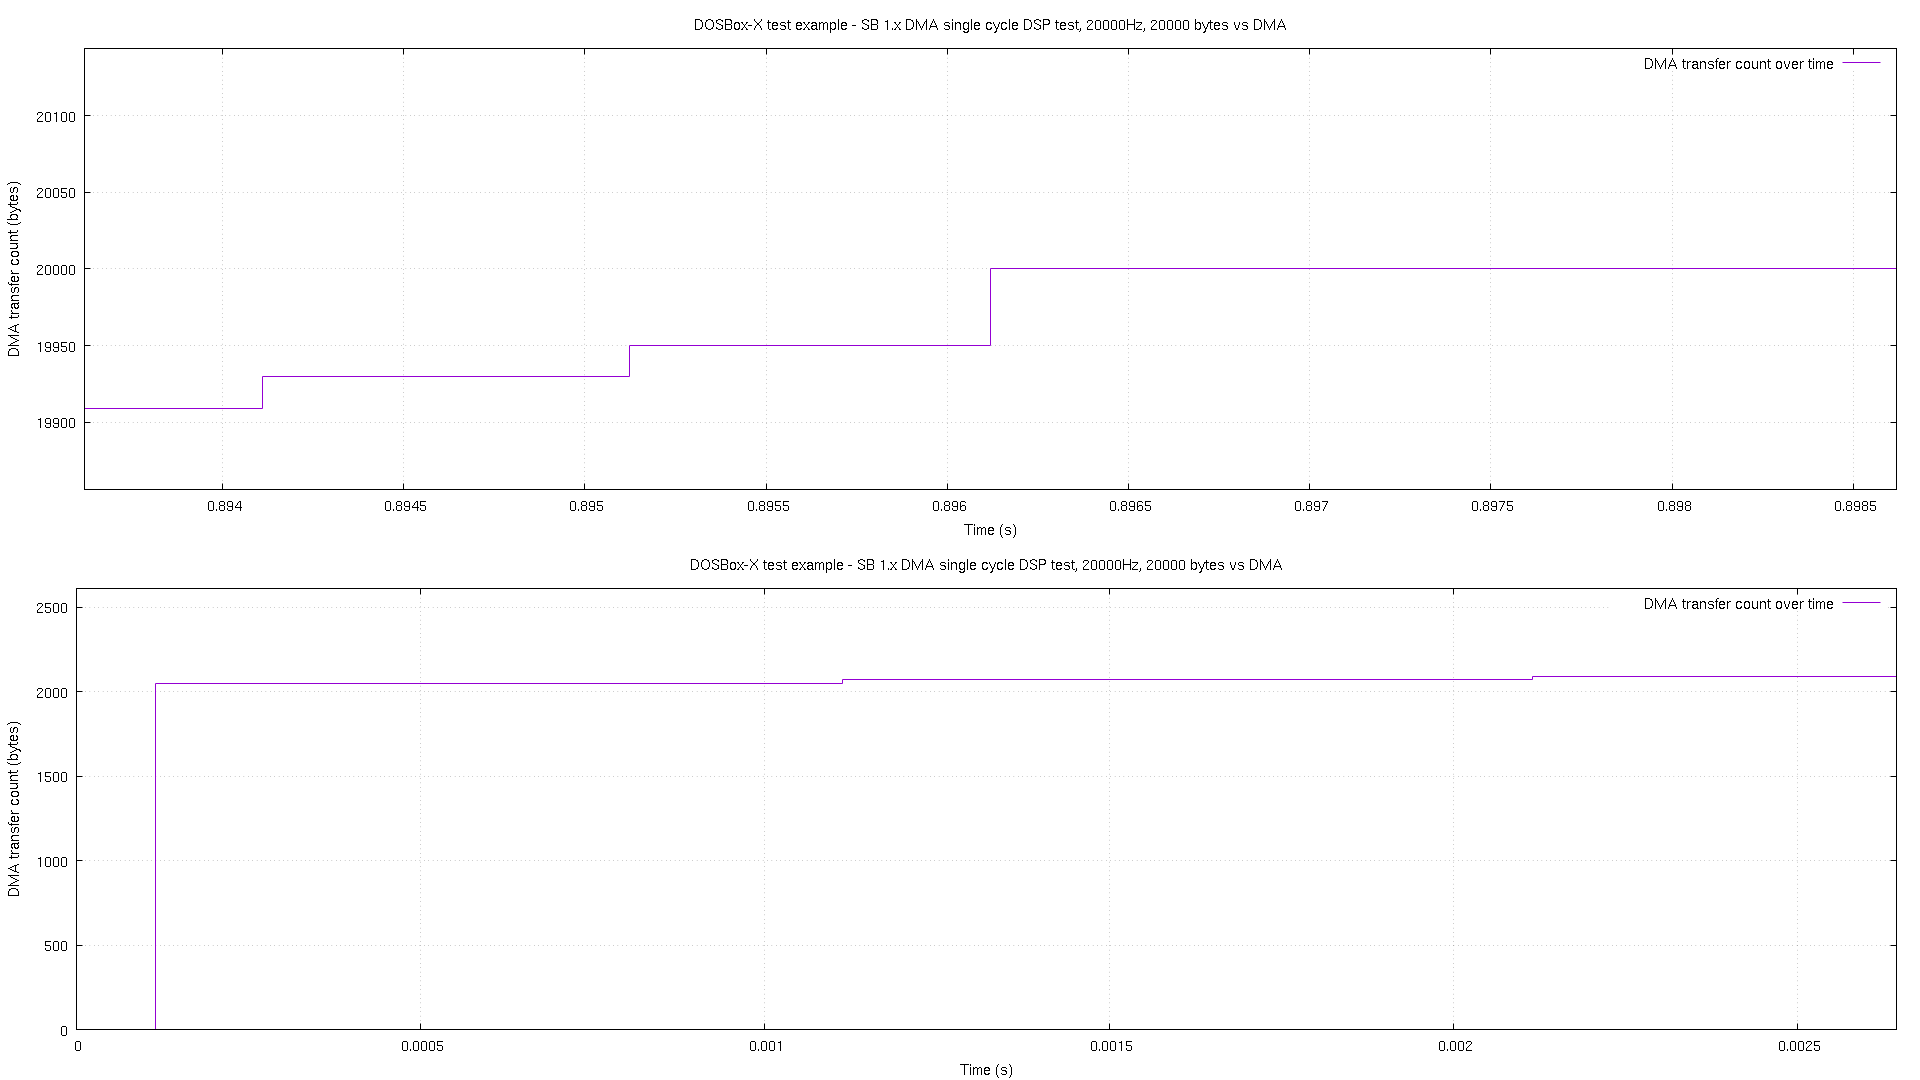 DOSBox-X test example - SB 1.x DMA single cycle DSP test, 20000Hz, 20000 bytes vs DMA
DMA transfer count over time
20100
20050
20000
19950
19900
DMA transfer count (bytes)
0.894 0.8945 0.895 0.8955 0.896 0.8965 0.897 0.8975 0.898 0.8985
Time (s)
DOSBox-X test example - SB 1.x DMA single cycle DSP test, 20000Hz, 20000 bytes vs DMA
DMA transfer count over time
2500
2000
1500
1000
500
0
DMA transfer count (bytes)
0 0.0005 0.001 0.0015 0.002 0.0025
Time (s)